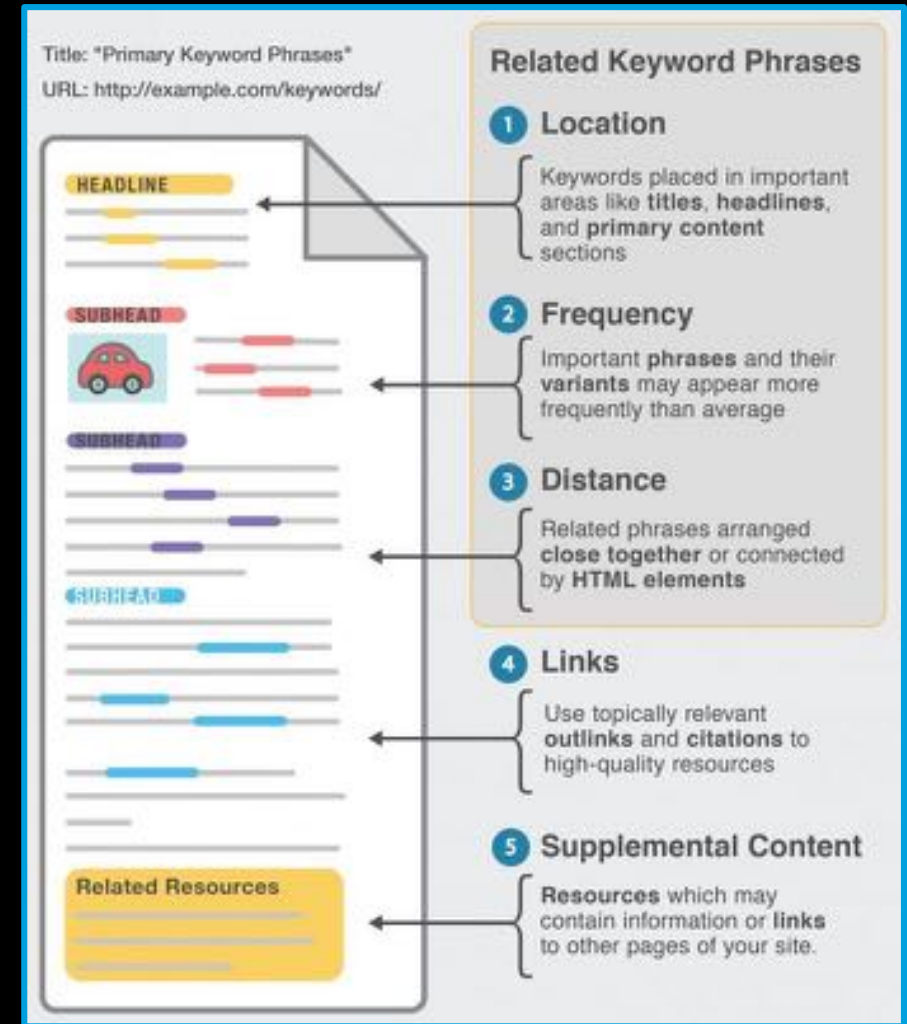 Title: "Primary Keyword Phrases"
URL: http://example.com/keywords/
HEADLINE
SUBHEAD
SUBHEAD
SUBHEAD
Related Resources
Related Keyword Phrases
1 Location
Keywords placed in important
areas like titles, headlines,
and primary content
sections
2 Frequency
Important phrases and their
variants may appear more
frequently than average
3 Distance
Related phrases arranged
close together or connected
by HTML elements
4 Links
Use topically relevant
outlinks and citations to
high-quality resources
5 Supplemental Content
Resources which may
contain information or links
to other pages of your site.